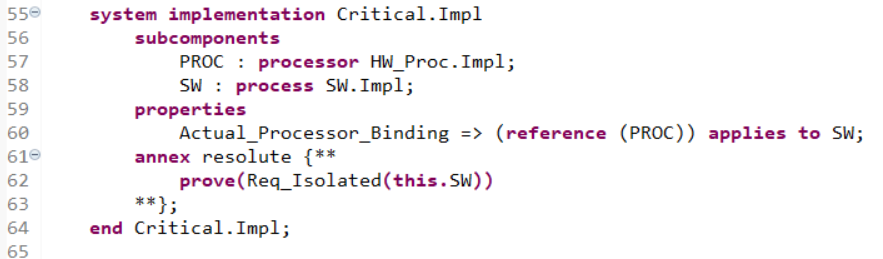 55 system implementation Critical.Impl
56 subcomponents
57 PROC : processor HW_Proc.Impl;
58 SW : process SW.Impl;
59 properties
60 Actual_Processor_Binding => (reference (PROC)) applies to SW;
61 annex resolute {**
62 prove(Req_Isolated(this.SW))
63 **};
64 end Critical.Impl;
65